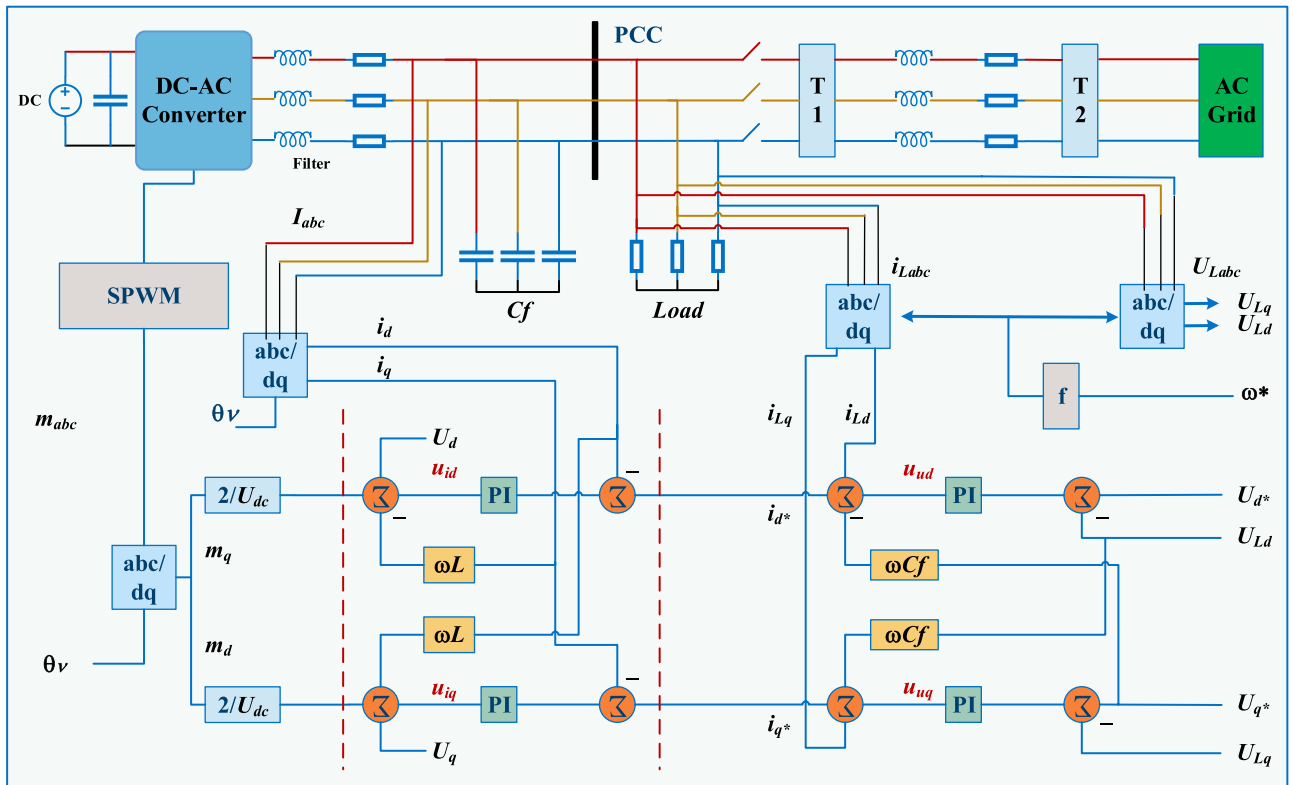 PCC
DC
DC-AC
Converter
T
1
T
2
AC
Grid
Filter
Iabc
SPWM
Cf
Load
iLabc
ULabc
abc/
dq
abc/
dq
abc/
dq
ULq
ULd
id
iq
θv
f
ω*
mabc
iLq
iLd
Ud
uid
uud
2/Udc
Σ
PI
Σ
Σ
PI
Σ
Ud*
id*
mq
ULd
abc/
dq
ωL
ωCf
ωL
ωCf
md
θv
uiq
uuq
2/Udc
Σ
PI
Σ
Σ
PI
Σ
Uq*
iq*
Uq
ULq